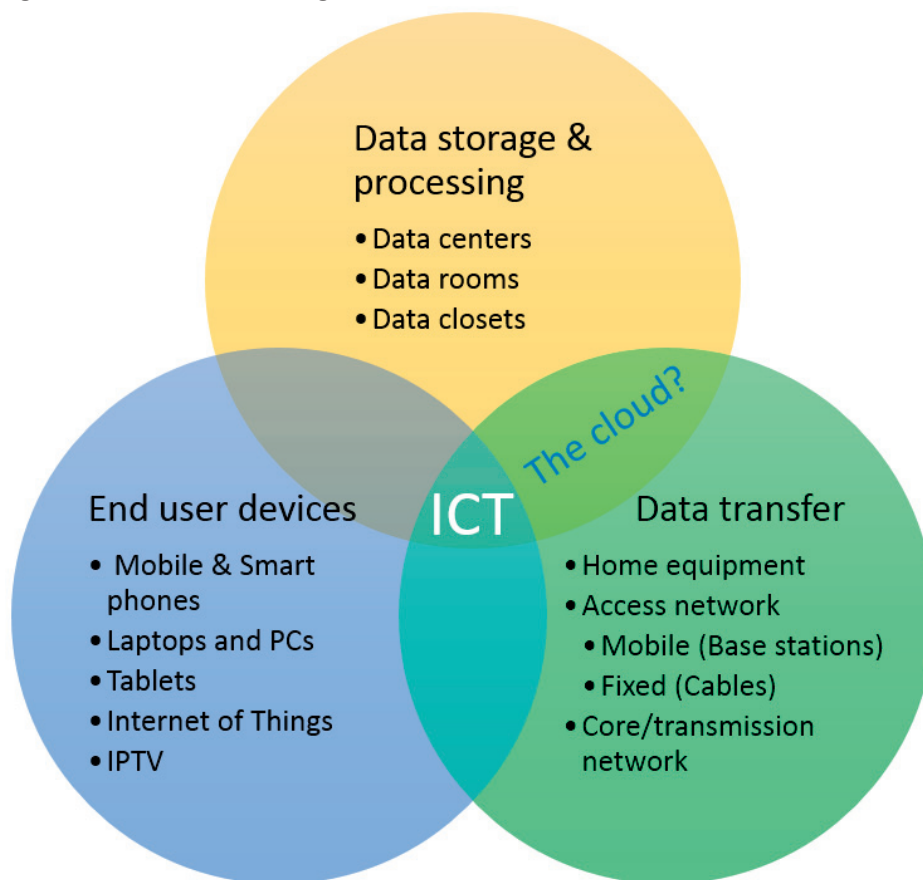 Data storage &
processing
• Data centers
• Data rooms
• Data closets
The cloud?
ICT
End user devices
• Mobile & Smart
phones
• Laptops and PCs
• Tablets
• Internet of Things
• IPTV
Data transfer
• Home equipment
• Access network
• Mobile (Base stations)
• Fixed (Cables)
• Core/transmission
network